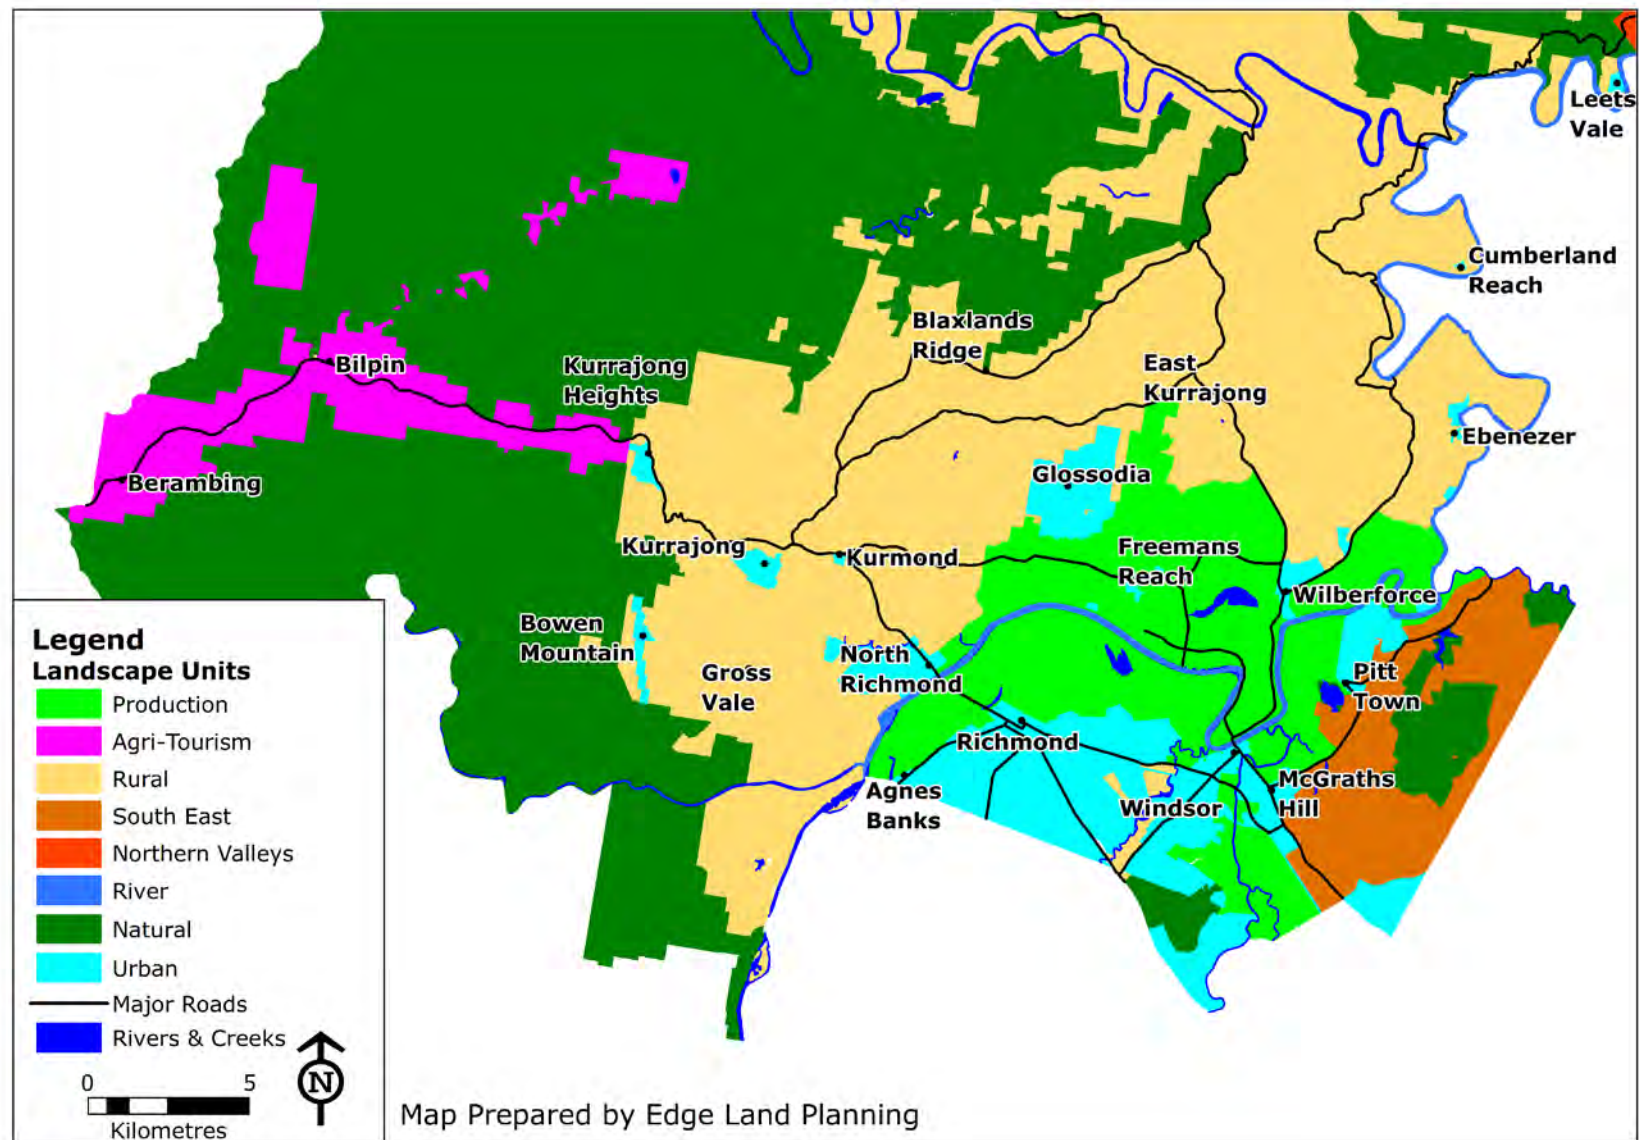 Leets
Vale
Cumberland
Reach
Blaxlands
Ridge
East
Kurrajong
Bilpin
Kurrajong
Heights
Ebenezer
Glossodia
Berambing
Kurrajong
Kurmond
Freemans
Reach
Wilberforce
Bowen
Mountain
North
Richmond
Gross
Vale
Pitt
Town
Richmond
McGraths
Hill
Agnes
Banks
Windsor
Legend
Landscape Units
Production
Agri-Tourism
Rural
South East
Northern Valleys
River
Natural
Urban
Major Roads
Rivers & Creeks
0 5
Kilometres
N
Map Prepared by Edge Land Planning